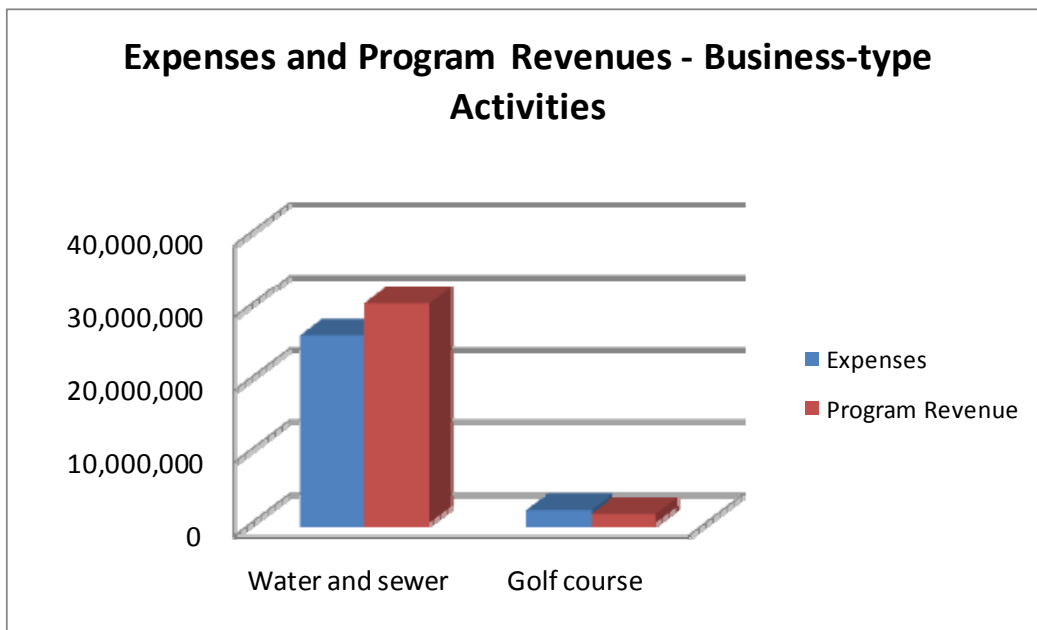 Expenses and Program Revenues - Business-type
Activities
40,000,000
30,000,000
20,000,000
10,000,000
0
Water and sewer
Golf course
Expenses
Program Revenue